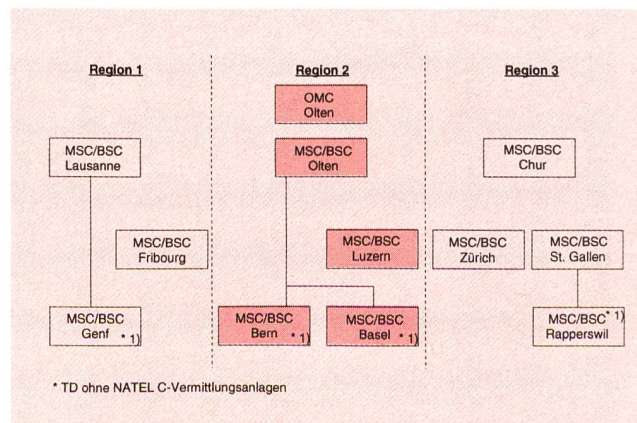 Region 1
Region 2
Region 3
OMC
Olten
MSC/BSC
Lausanne
MSC/BSC
Olten
MSC/BSC
Chur
MSC/BSC
Fribourg
MSC/BSC
Luzern
MSC/BSC
Zürich
MSC/BSC
St. Gallen
MSC/BSC
Genf * 1)
MSC/BSC
Bern * 1)
MSC/BSC
Basel * 1)
MSC/BSC * 1)
Rapperswil
* TD ohne NATEL C-Vermittlungsanlagen